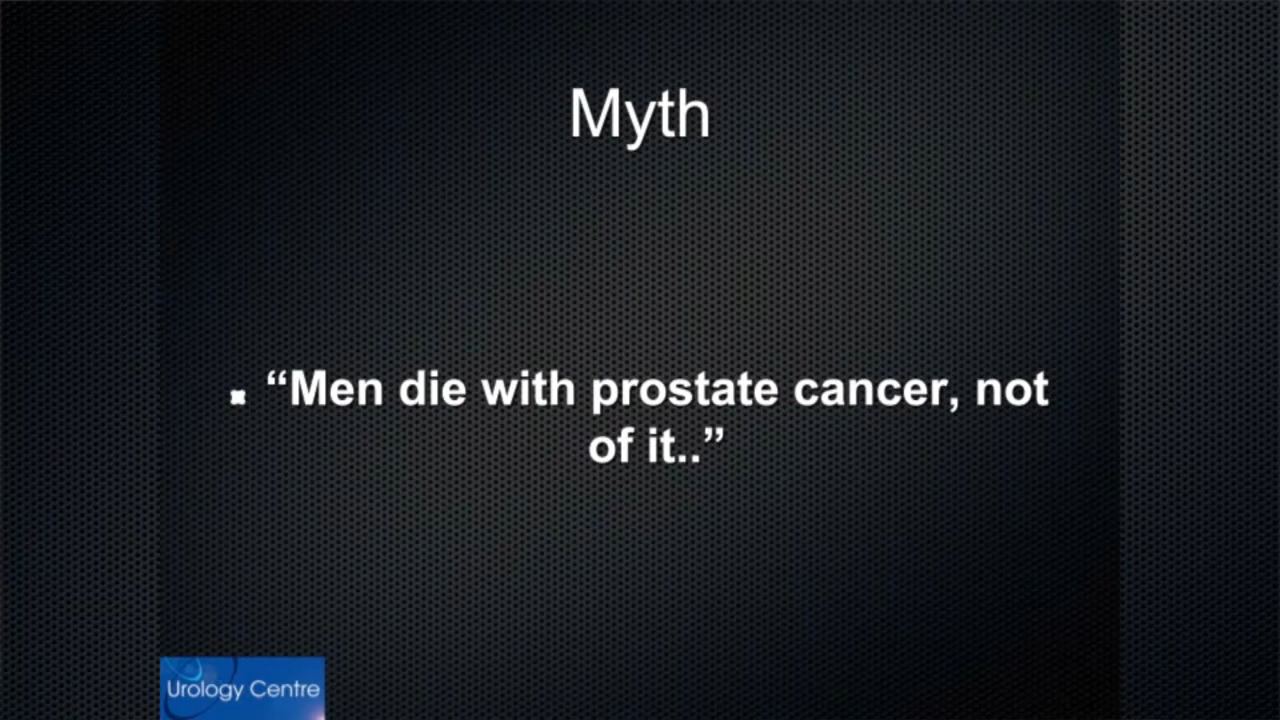 Myth
“Men die with prostate cancer, not
of it..”
Urology Centre